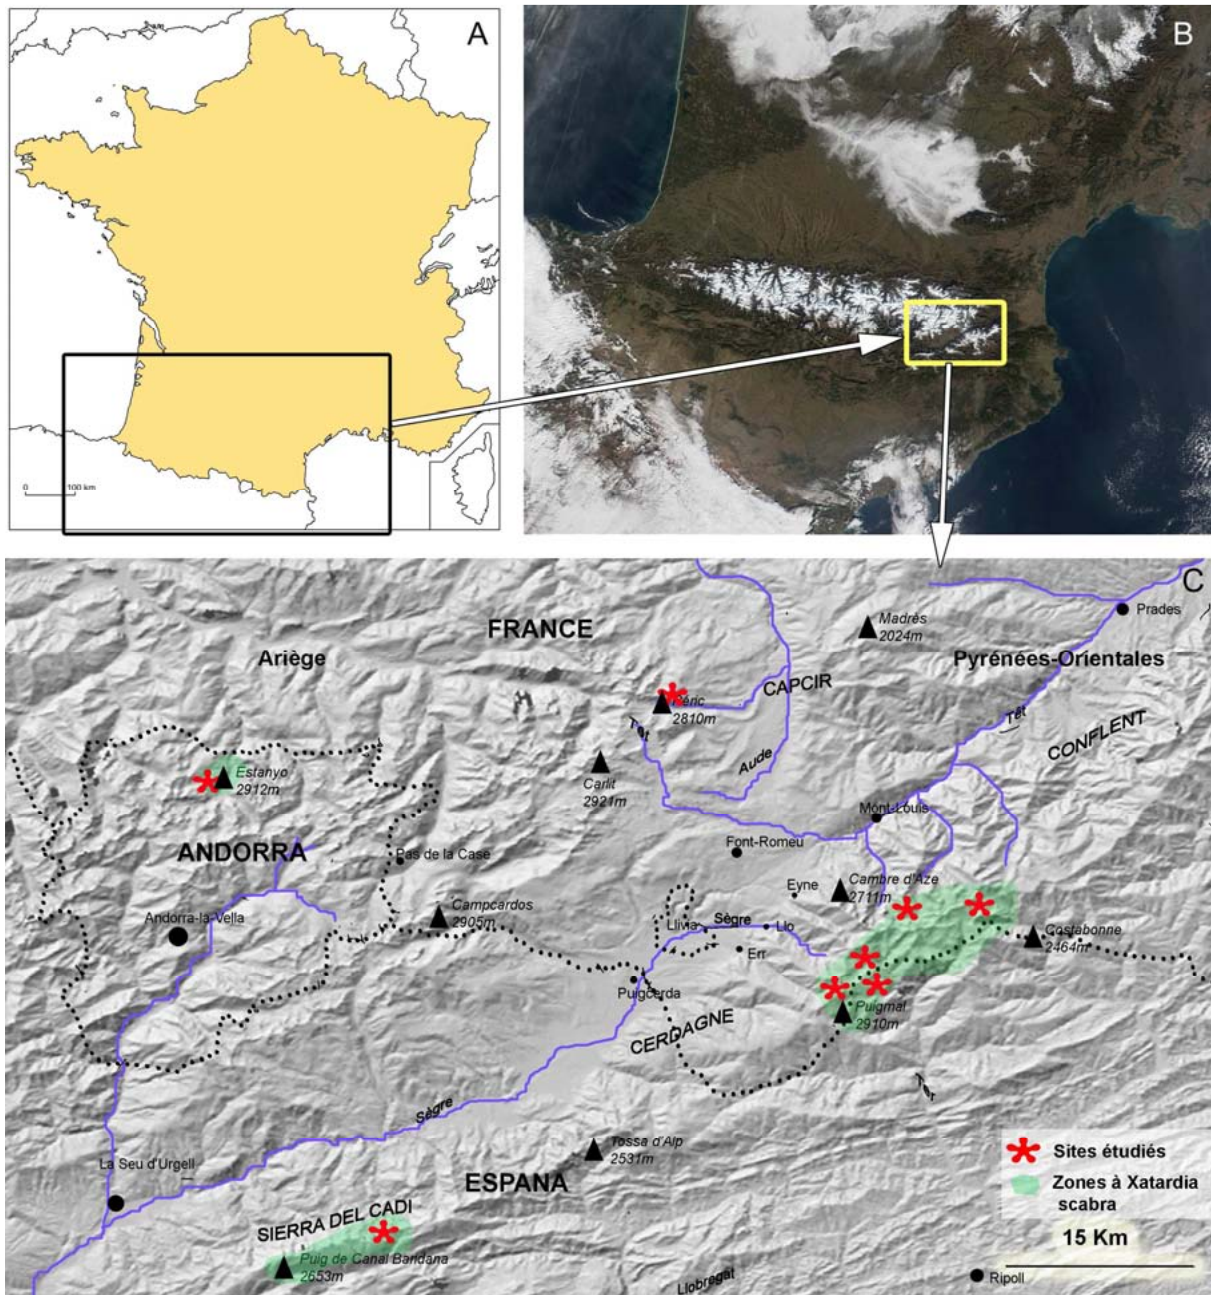 A
B
0 100 km
C
Prades
Madrès
2024m
FRANCE
Ariège
Pyrénées-Orientales
CAPCIR
2810m
Têt
Têt
CONFLENT
Aude
Estanyo
2912m
Carlit
2921m
Mont-Louis
ANDORRA
Pas de la Case
Font-Romeu
Eyne
Cambre d'Aze
2711m
Campcardos
2905m
Andorra-la-Vella
Llivia
Sègre
Llo
Err
Costabonne
2464m
Puigcerda
Puigmal
2910m
CERDAGNE
Ter
Sègre
Tossa d'Alp
2531m
La Seu d'Urgell
ESPANA
SIERRA DEL CADI
Puig de Canal Baridana
2653m
Llobregat
Ripoll
Sites étudiés
Zones à Xatardia
scabra
15 Km